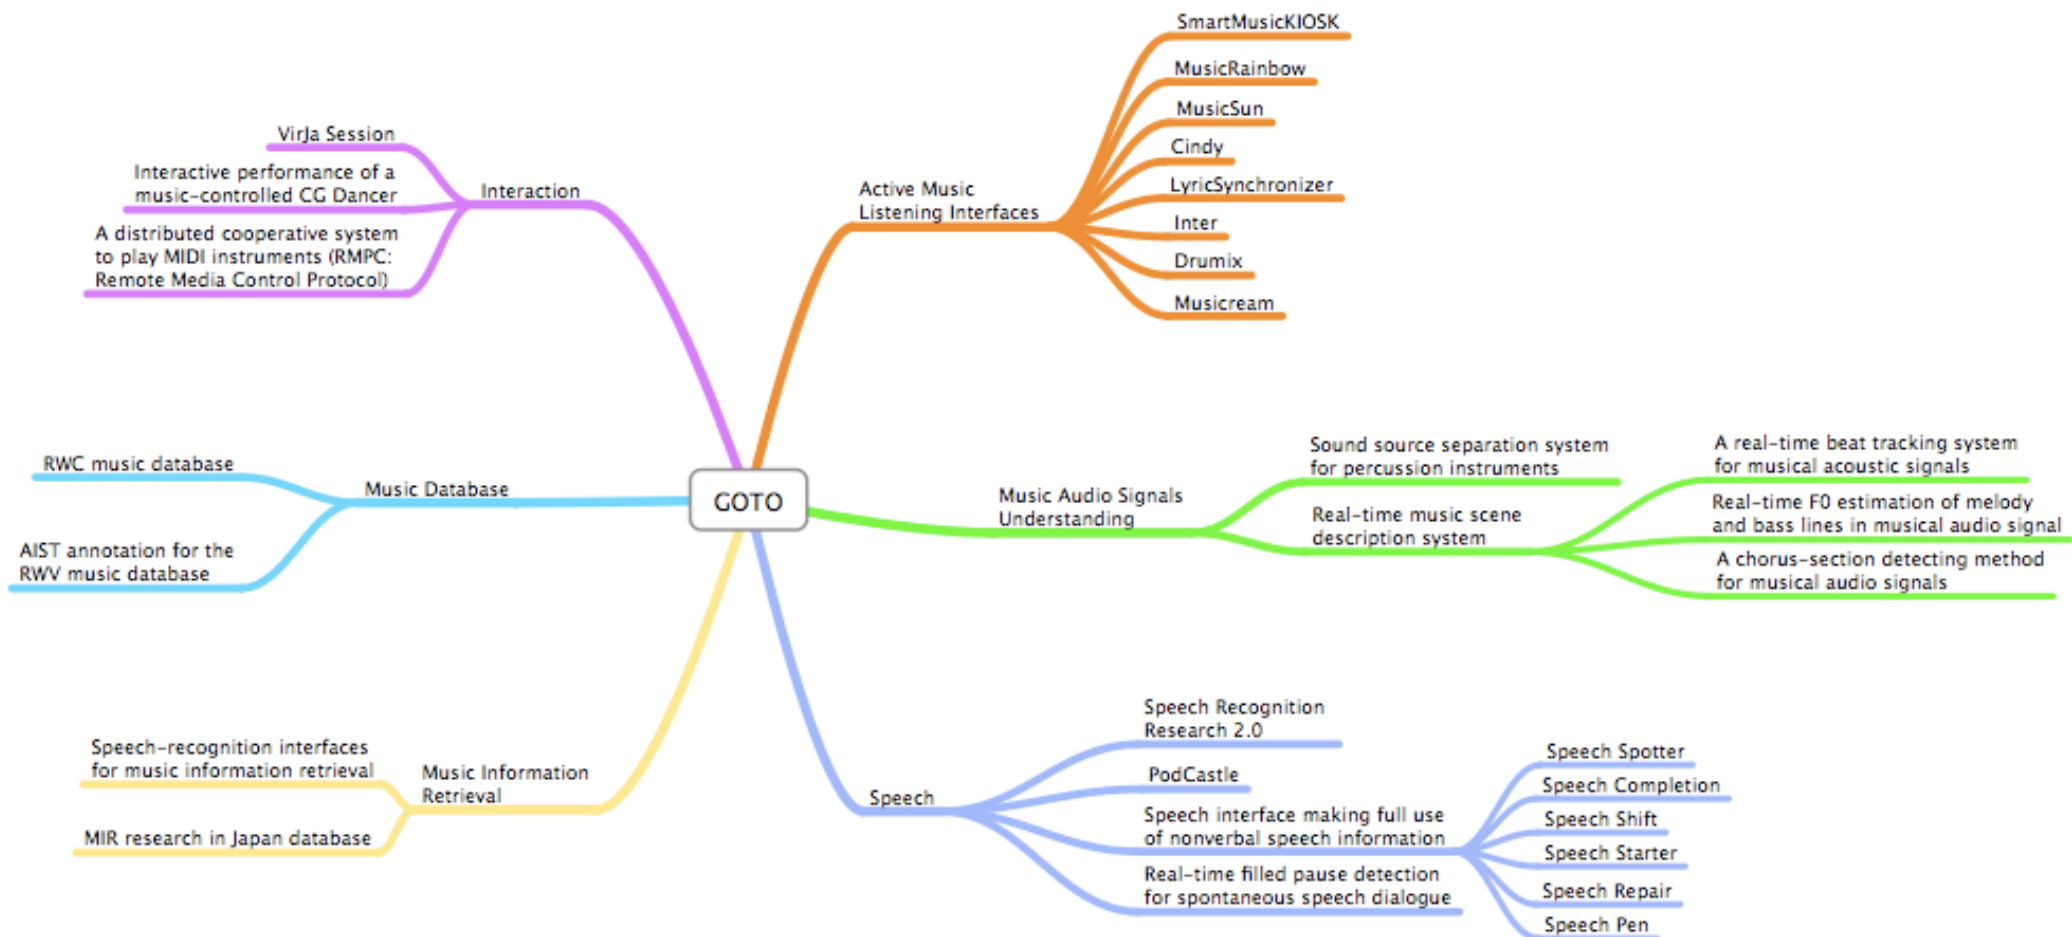 GOTO
Interaction
VirJa Session
Interactive performance of a
music-controlled CG Dancer
A distributed cooperative system
to play MIDI instruments (RMPC:
Remote Media Control Protocol)
Music Database
RWC music database
AIST annotation for the
RWV music database
Music Information
Retrieval
Speech-recognition interfaces
for music information retrieval
MIR research in Japan database
Active Music
Listening Interfaces
SmartMusicKIOSK
MusicRainbow
MusicSun
Cindy
LyricSynchronizer
Inter
Drumix
Musicream
Music Audio Signals
Understanding
Sound source separation system
for percussion instruments
Real-time music scene
description system
A real-time beat tracking system
for musical acoustic signals
Real-time F0 estimation of melody
and bass lines in musical audio signal
A chorus-section detecting method
for musical audio signals
Speech
Speech Recognition
Research 2.0
PodCastle
Speech interface making full use
of nonverbal speech information
Speech Spotter
Speech Completion
Speech Shift
Speech Starter
Speech Repair
Speech Pen
Real-time filled pause detection
for spontaneous speech dialogue